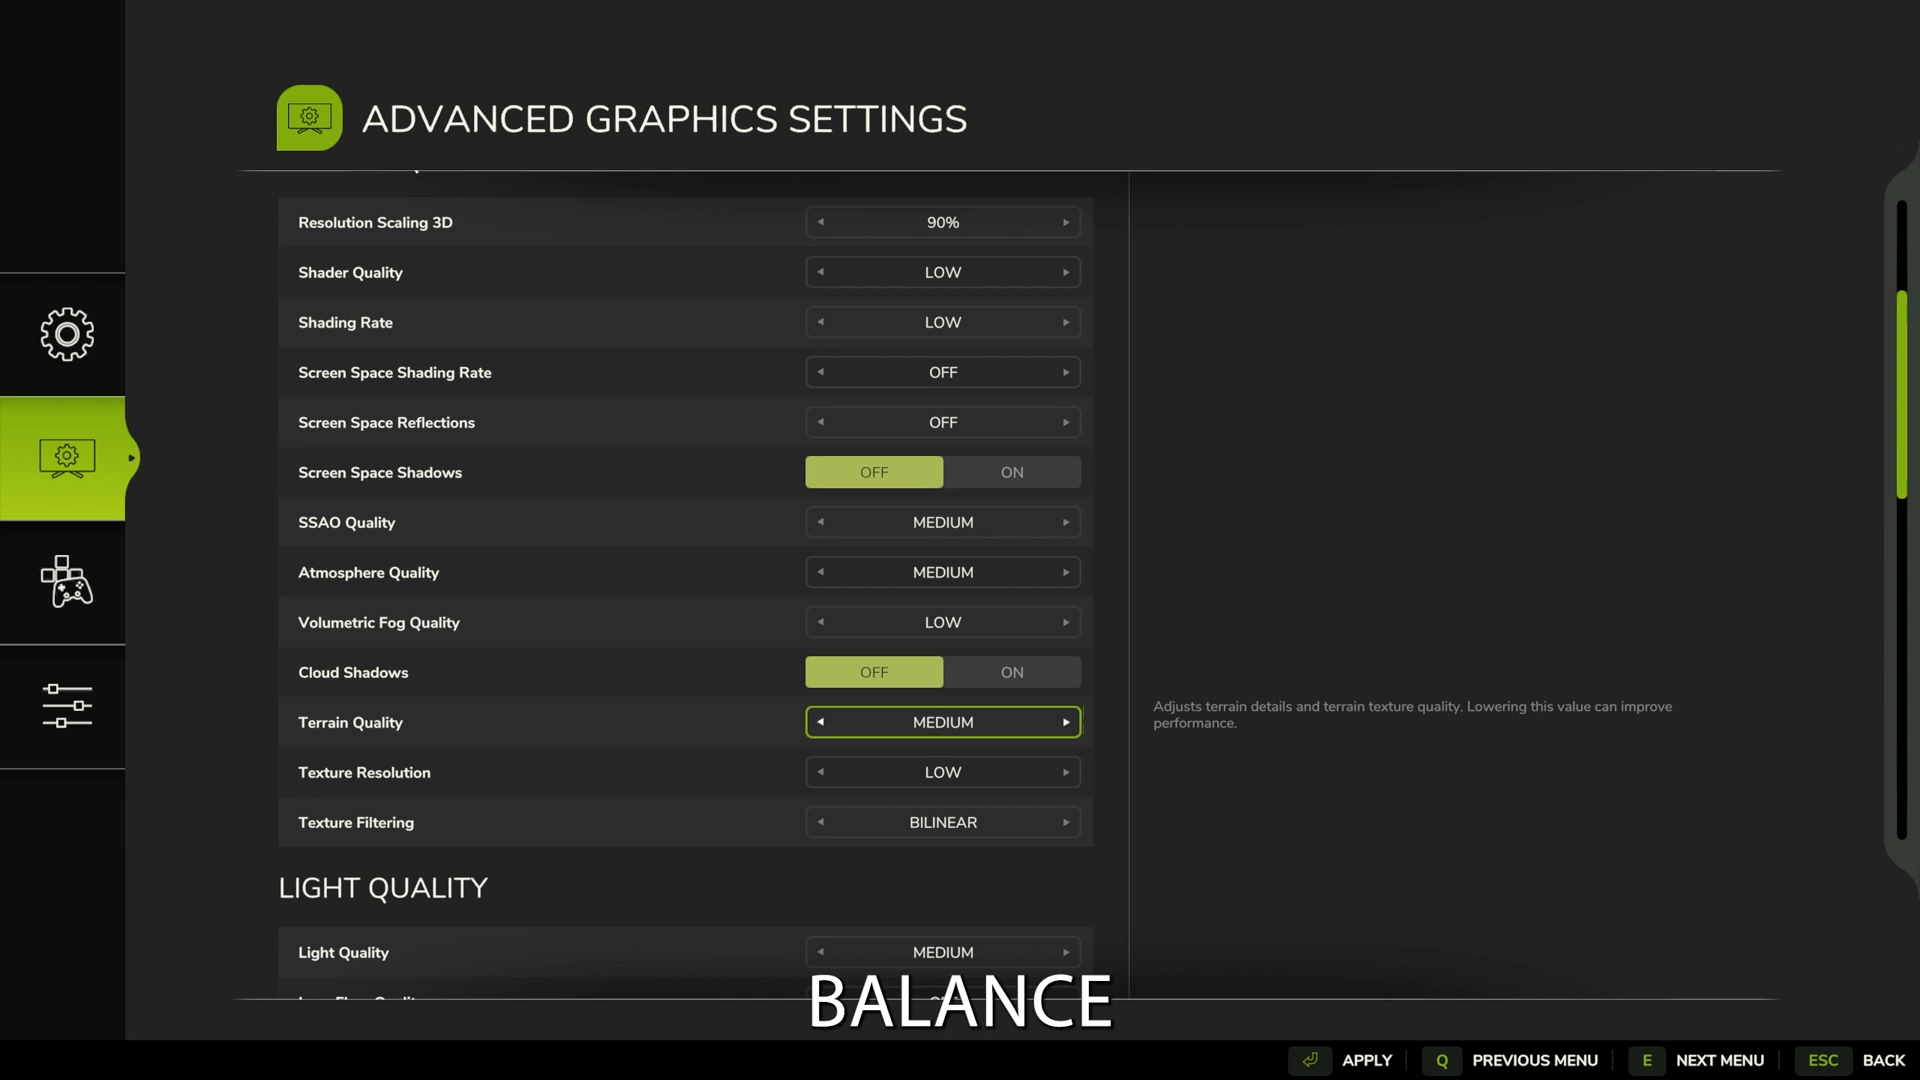 ADVANCED GRAPHICS SETTINGS
Resolution Scaling 3D 90%
Shader Quality LOW
Shading Rate LOW
Screen Space Shading Rate OFF
Screen Space Reflections OFF
Screen Space Shadows OFF ON
SSAO Quality MEDIUM
Atmosphere Quality MEDIUM
Volumetric Fog Quality LOW
Cloud Shadows OFF ON
Terrain Quality MEDIUM
Adjusts terrain details and terrain texture quality. Lowering this value can improve
performance.
Texture Resolution LOW
Texture Filtering BILINEAR
LIGHT QUALITY
Light Quality MEDIUM
BALANCE
APPLY Q PREVIOUS MENU E NEXT MENU ESC BACK